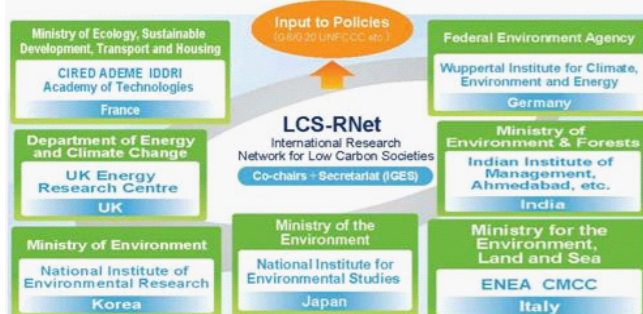 Input to Policies
(G8/G20 UNFCCC etc.)
Ministry of Ecology, Sustainable
Development, Transport and Housing
CIRED ADEME IDDRI
Academy of Technologies
France
Federal Environment Agency
Wuppertal Institute for Climate,
Environment and Energy
Germany
LCS-RNet
International Research
Network for Low Carbon Societies
Co-chairs + Secretariat (IGES)
Department of Energy
and Climate Change
UK Energy
Research Centre
UK
Ministry of
Environment & Forests
Indian Institute of
Management,
Ahmedabad, etc.
India
Ministry of Environment
National Institute of
Environmental Research
Korea
Ministry of the
Environment
National Institute for
Environmental Studies
Japan
Ministry for the
Environment,
Land and Sea
ENEA CMCC
Italy